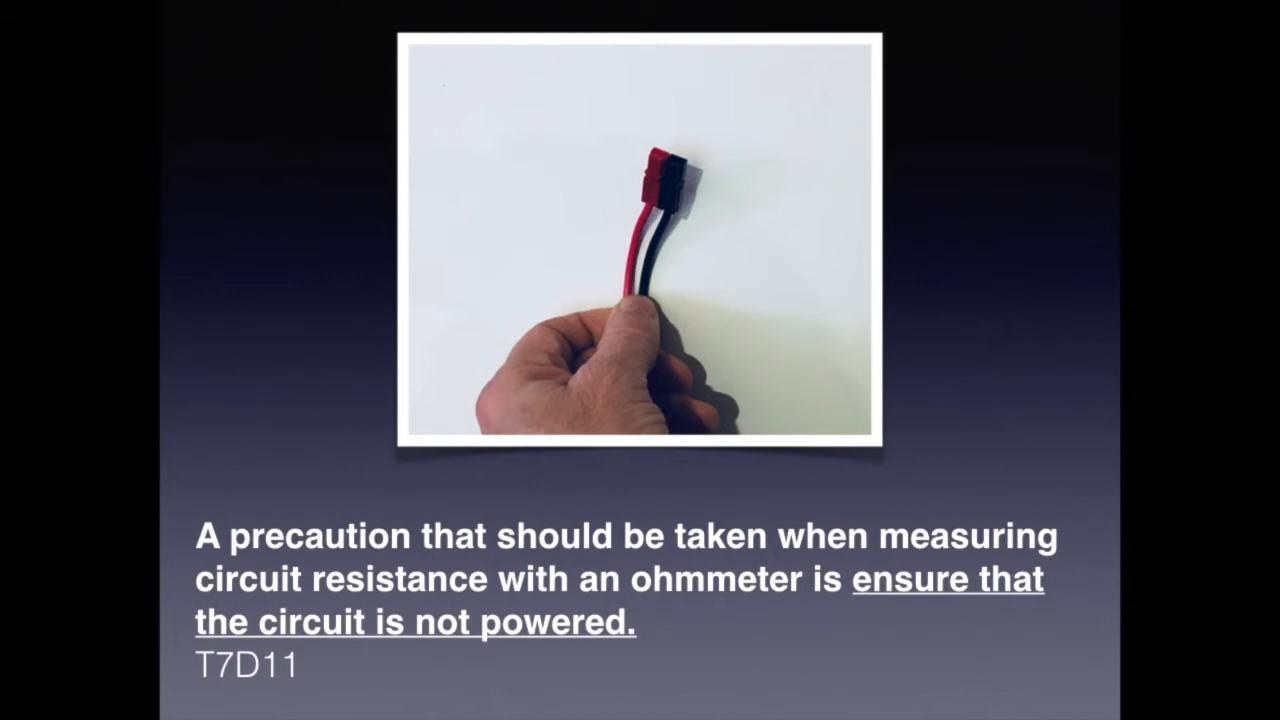 A precaution that should be taken when measuring
circuit resistance with an ohmmeter is ensure that
the circuit is not powered.
T7D11